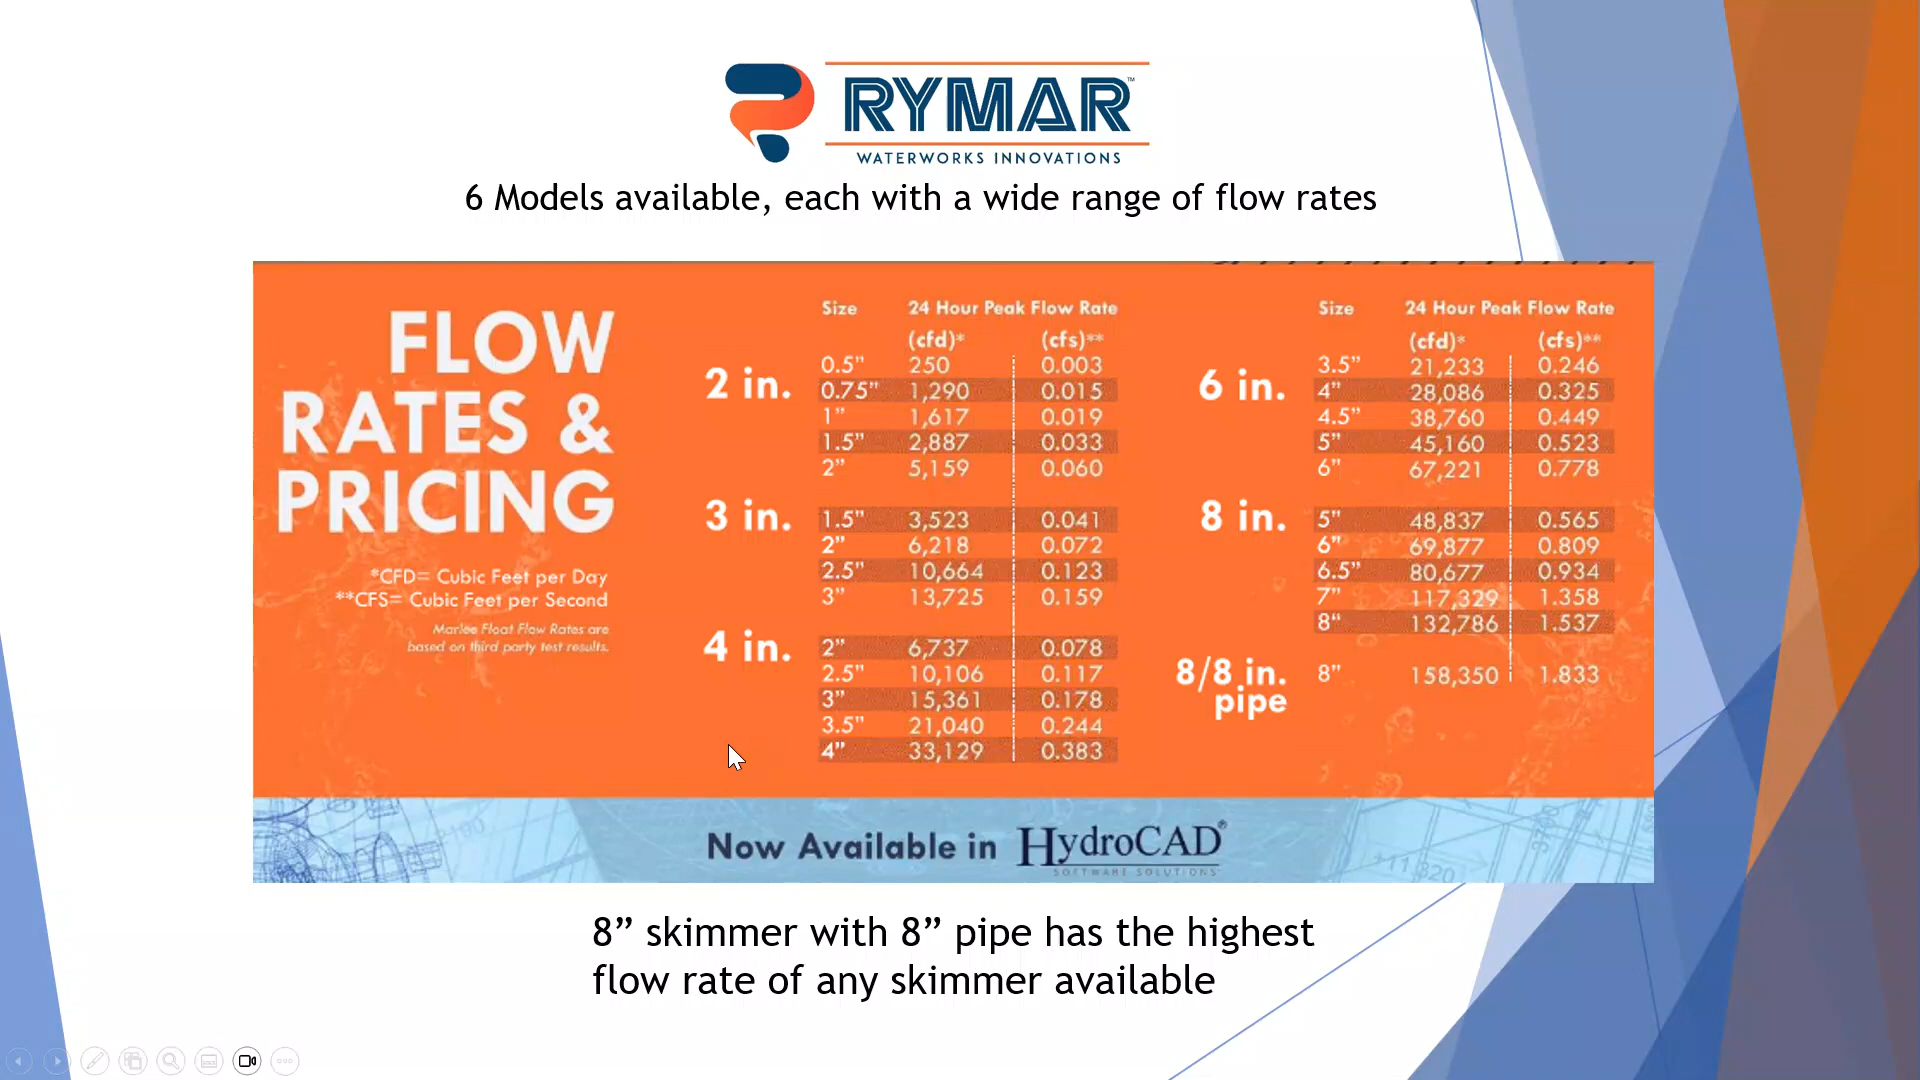 RYMAR™
WATERWORKS INNOVATIONS
6 Models available, each with a wide range of flow rates
FLOW
RATES &
PRICING
*CFD= Cubic Feet per Day
**CFS= Cubic Feet per Second
Marlee Float Flow Rates are
based on third party test results.
Size 24 Hour Peak Flow Rate
(cfd)* (cfs)**
2 in.
0.5" 250 0.003
0.75" 1,290 0.015
1" 1,617 0.019
1.5" 2,887 0.033
2" 5,159 0.060
3 in.
1.5" 3,523 0.041
2" 6,218 0.072
2.5" 10,664 0.123
3" 13,725 0.159
4 in.
2" 6,737 0.078
2.5" 10,106 0.117
3" 15,361 0.178
3.5" 21,040 0.244
4" 33,129 0.383
Size 24 Hour Peak Flow Rate
(cfd)* (cfs)**
6 in.
3.5" 21,233 0.246
4" 28,086 0.325
4.5" 38,760 0.449
5" 45,160 0.523
6" 67,221 0.778
8 in.
5" 48,837 0.565
6" 69,877 0.809
6.5" 80,677 0.934
7" 117,329 1.358
8" 132,786 1.537
8/8 in.
pipe
8" 158,350 1.833
Now Available in HydroCAD®
SOFTWARE SOLUTIONS
8” skimmer with 8” pipe has the highest
flow rate of any skimmer available